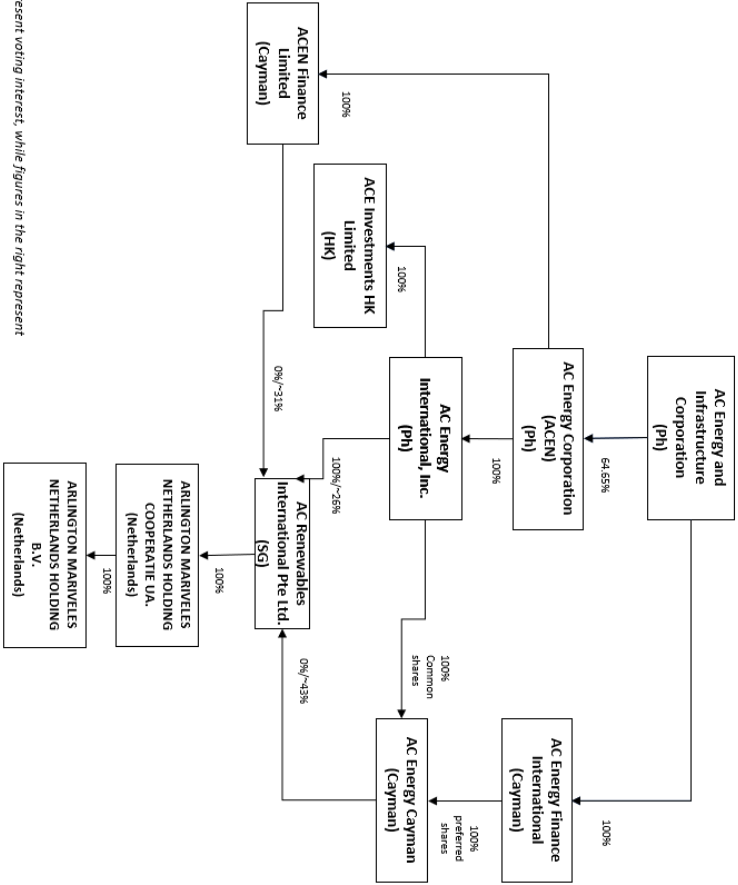 AC Energy and
Infrastructure
Corporation
(Ph)
64.65%
100%
AC Energy Corporation
(ACEN)
(Ph)
AC Energy Finance
International
(Cayman)
100%
100%
100%
preferred
shares
AC Energy
International, Inc.
(Ph)
100%
Common
shares
AC Energy Cayman
(Cayman)
100%
ACE Investments HK
Limited
(HK)
ACEN Finance
Limited
(Cayman)
0%/~31%
100%/~26%
0%/~43%
AC Renewables
International Pte Ltd.
(SG)
100%
ARLINGTON MARIVELES
NETHERLANDS HOLDING
COOPERATIE UA.
(Netherlands)
100%
ARLINGTON MARIVELES
NETHERLANDS HOLDING
B.V.
(Netherlands)
present voting interest, while figures in the right represent